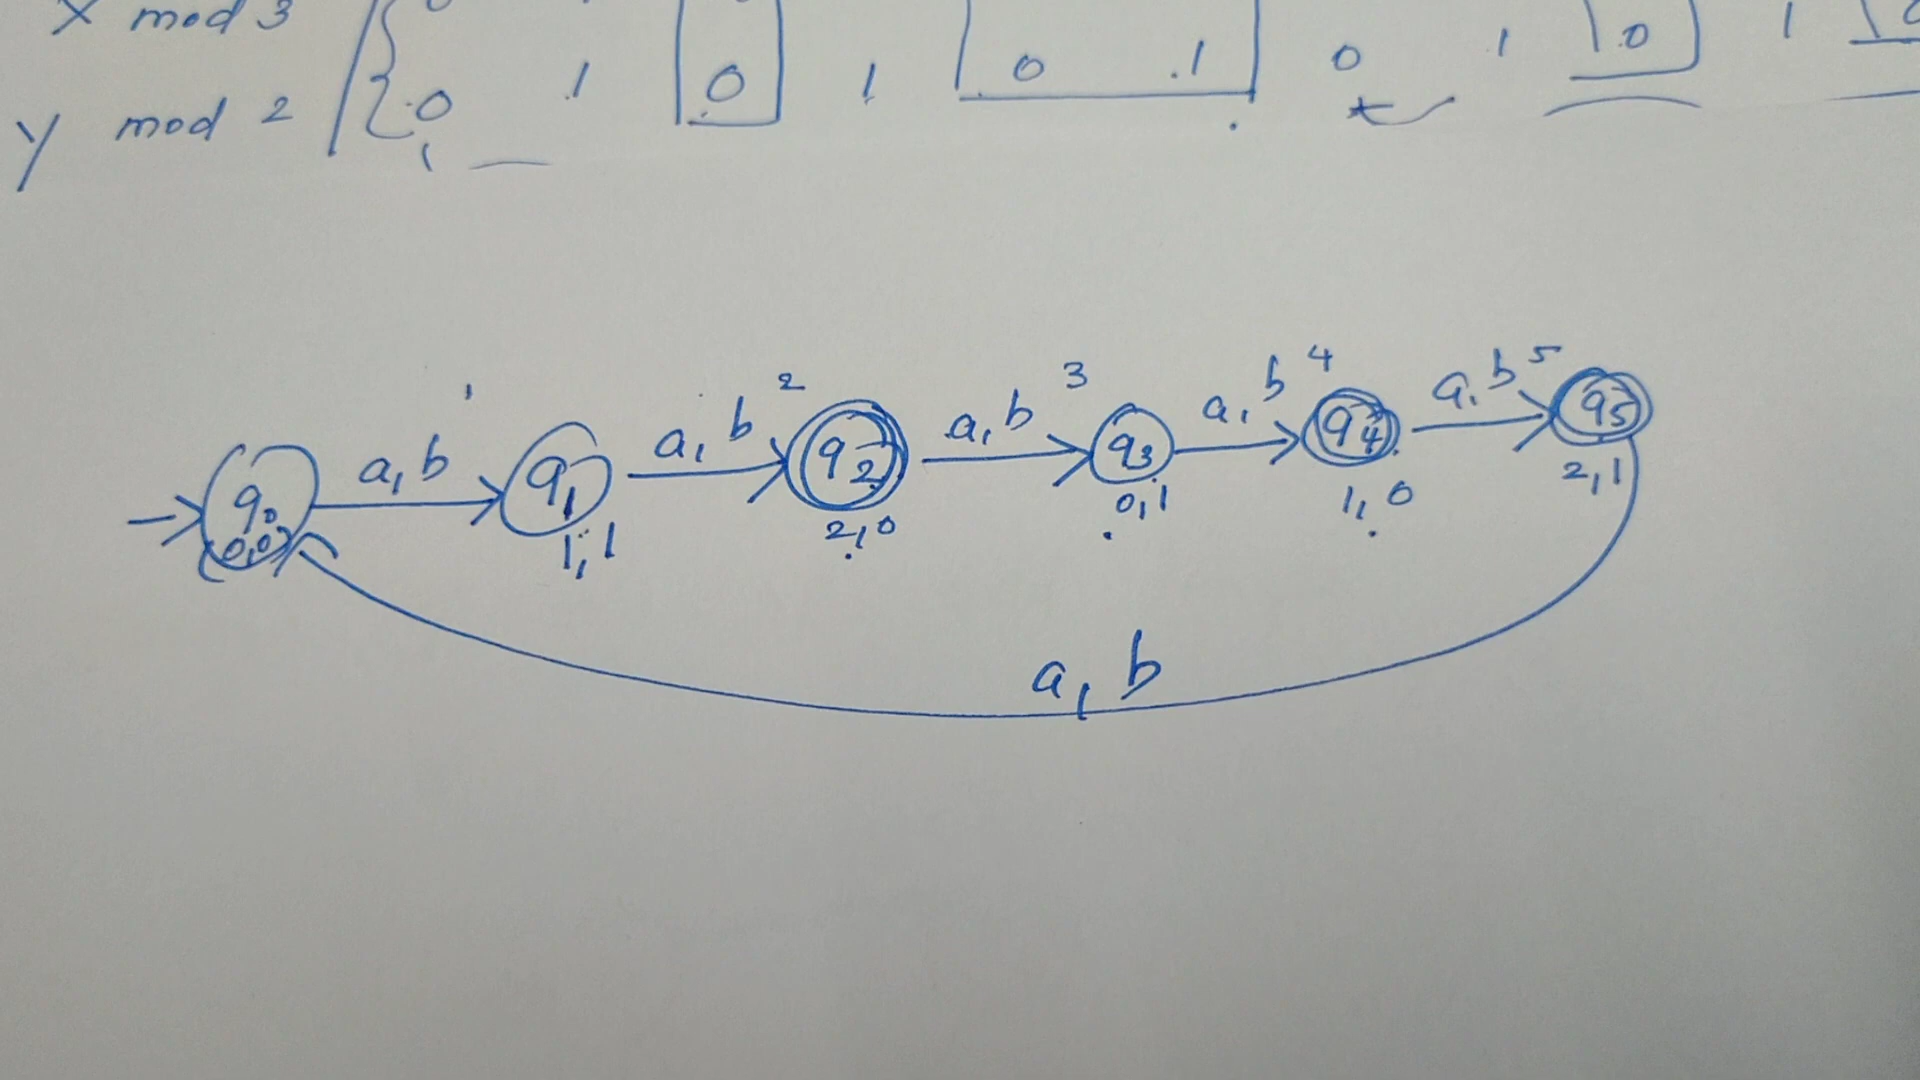 X mod 3
Y mod 2 0 1 0 1 0 1 0 1 0 1
1
1 2 3 4 5
a, b a, b a, b a, b a, b
q0 q1 q2 q3 q4 q5
0,0 1,1 2,0 0,1 1,0 2,1
a, b